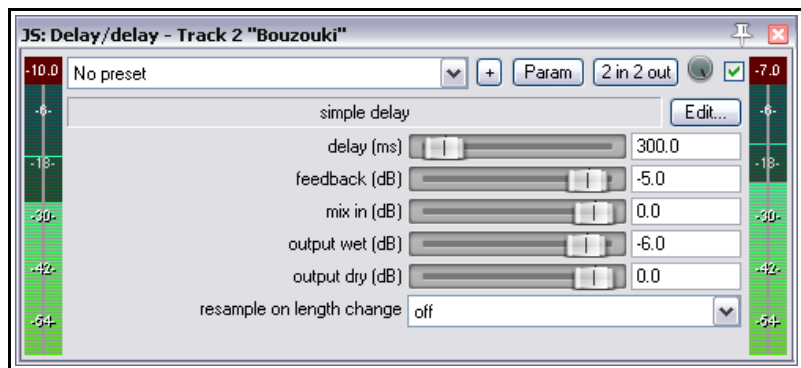 JS: Delay/delay - Track 2 "Bouzouki"
-10.0 No preset + Param 2 in 2 out -7.0
simple delay Edit...
-6- -6-
delay (ms) 300.0
-18- -18-
feedback (dB) -5.0
mix in (dB) 0.0
-30- -30-
output wet (dB) -6.0
-42- output dry (dB) 0.0 -42-
resample on length change off
-54- -54-